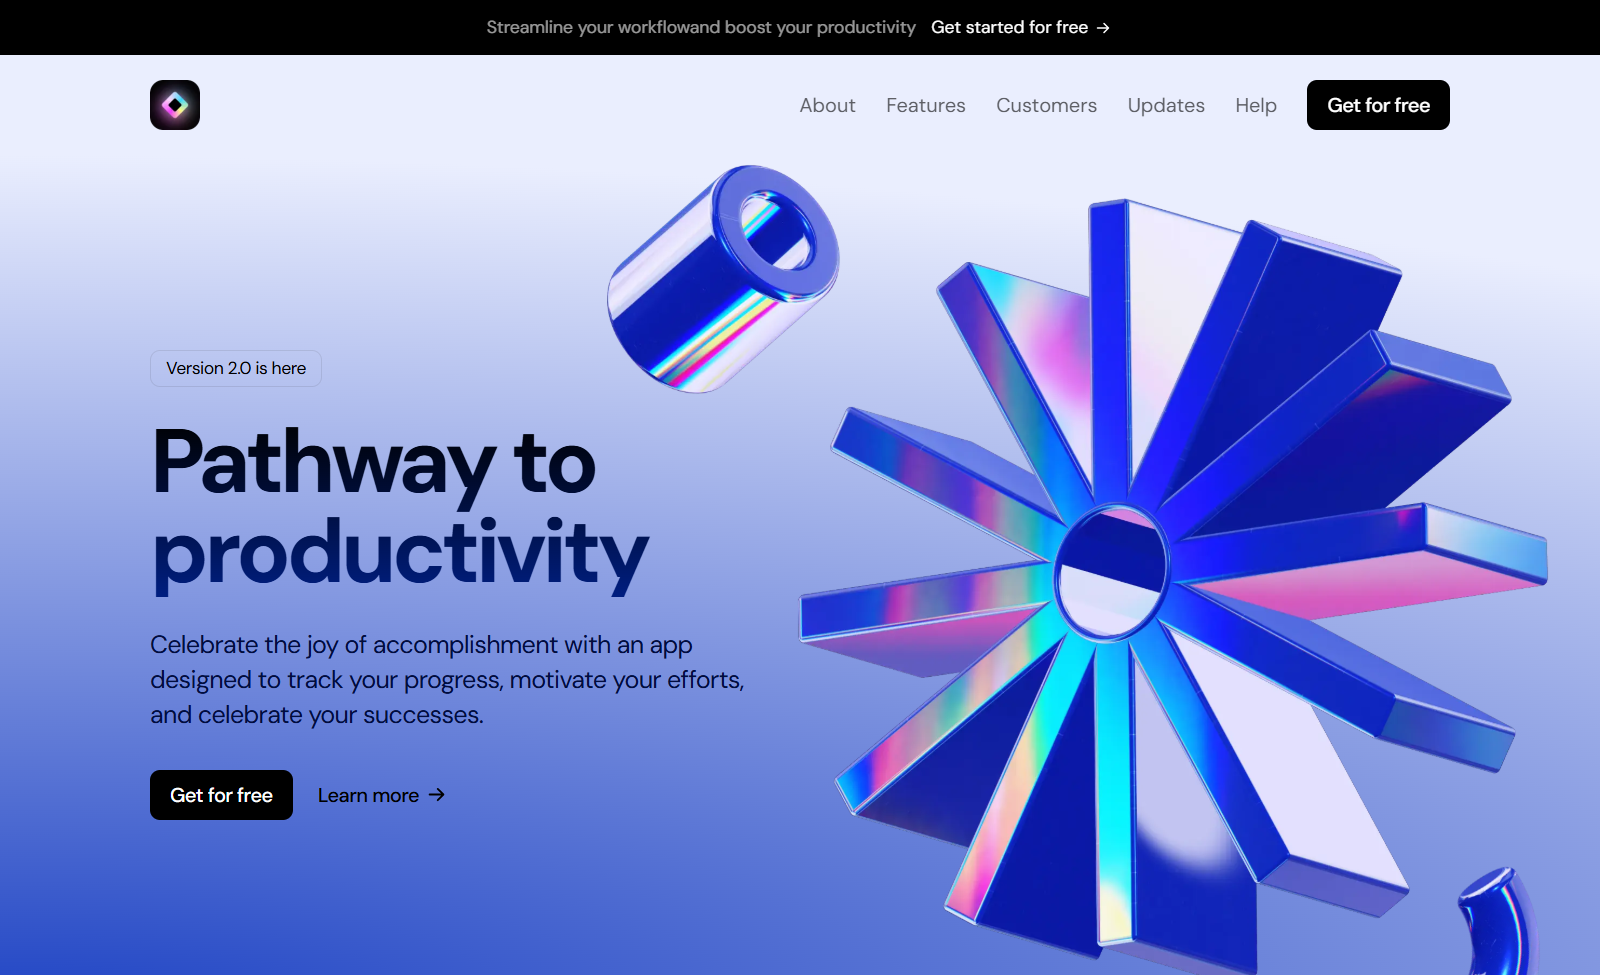 Streamline your workflowand boost your productivity Get started for free →
About Features Customers Updates Help Get for free
Version 2.0 is here
Pathway to
productivity
Celebrate the joy of accomplishment with an app
designed to track your progress, motivate your efforts,
and celebrate your successes.
Get for free Learn more →